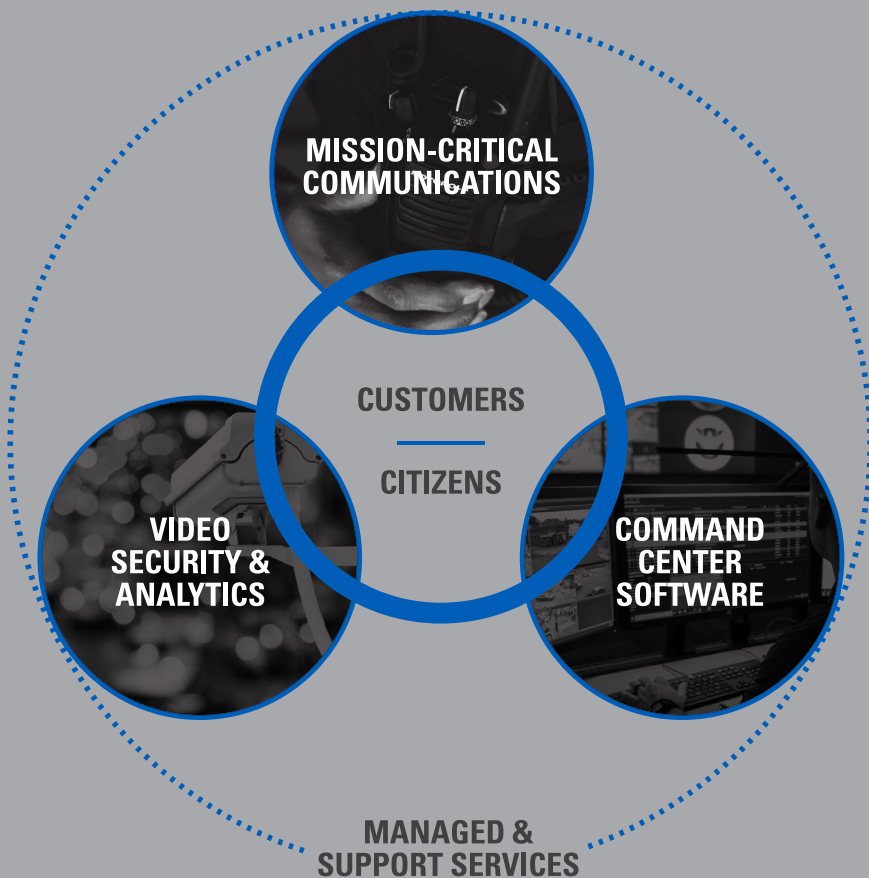 MISSION-CRITICAL
COMMUNICATIONS
CUSTOMERS
CITIZENS
VIDEO
SECURITY &
ANALYTICS
COMMAND
CENTER
SOFTWARE
MANAGED &
SUPPORT SERVICES